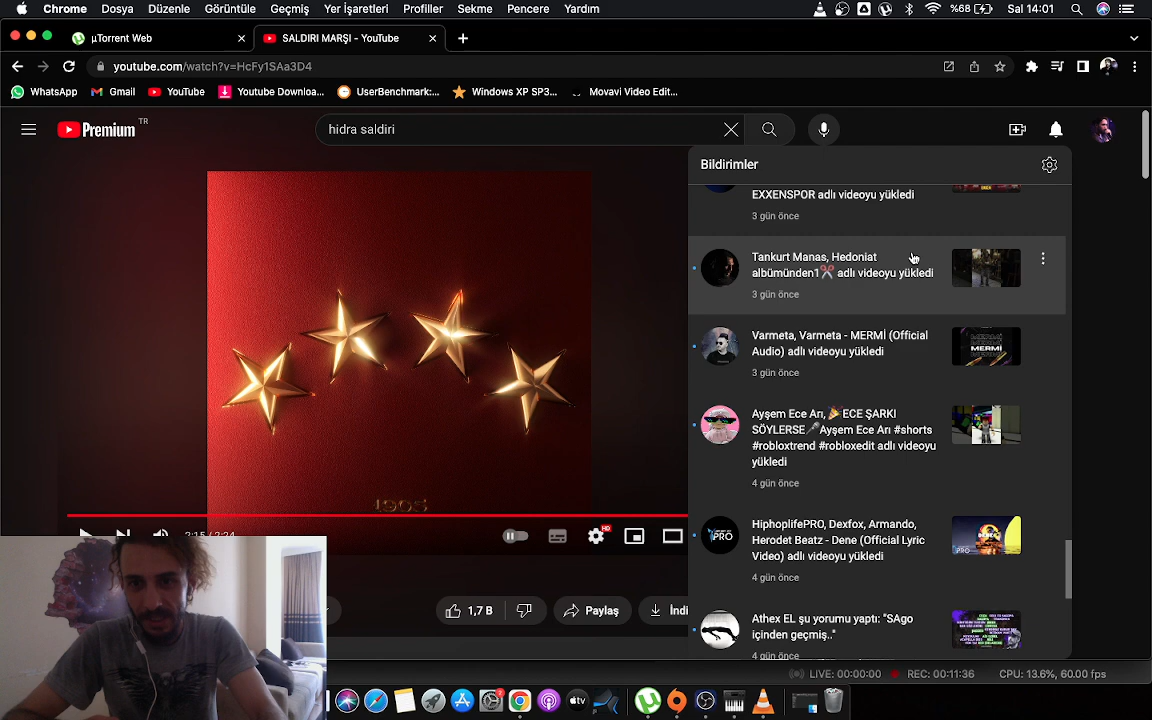 Chrome Dosya Düzenle Görüntüle Geçmiş Yer İşaretleri Profiller Sekme Pencere Yardım %68 Sal 14:01
µTorrent Web
SALDIRI MARŞI - YouTube
youtube.com/watch?v=HcFy1SAa3D4
WhatsApp Gmail YouTube Youtube Downloa... UserBenchmark:... Windows XP SP3... Movavi Video Edit...
Premium TR
hidra saldiri
Bildirimler
EXXENSPOR adlı videoyu yükledi
3 gün önce
Tankurt Manas, Hedoniat
albümünden1✂️ adlı videoyu yükledi
3 gün önce
Varmeta, Varmeta - MERMİ (Official
Audio) adlı videoyu yükledi
3 gün önce
MERMİ
Ayşem Ece Arı,🎉ECE ŞARKI
SÖYLERSE🎤Ayşem Ece Arı #shorts
#robloxtrend #robloxedit adlı videoyu
yükledi
4 gün önce
HiphoplifePRO, Dexfox, Armando,
Herodet Beatz - Dene (Official Lyric
Video) adlı videoyu yükledi
4 gün önce
PRO
Athex EL şu yorumu yaptı: "SAgo
içinden geçmiş.."
4 gün önce
1905
2:15 / 2:24
HD
1,7 B
Paylaş
İndi
LIVE: 00:00:00 REC: 00:11:36 CPU: 13.6%, 60.00 fps
tv